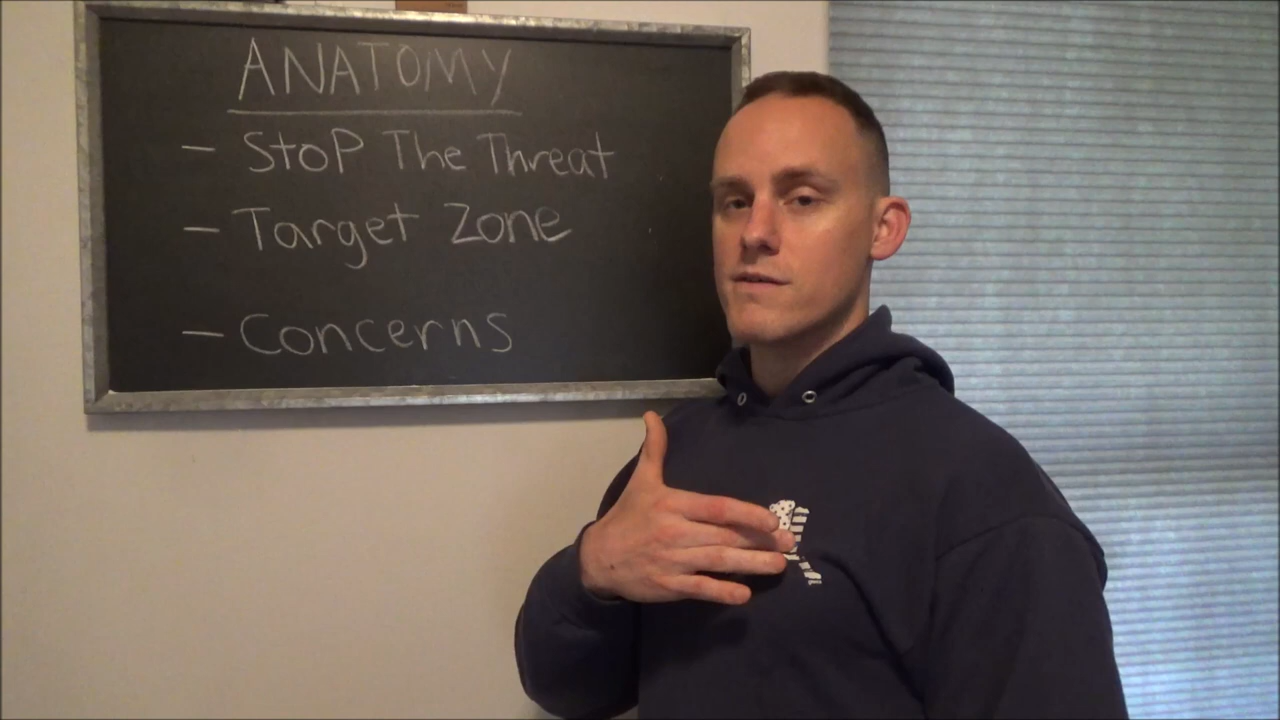 ANATOMY
- Stop The Threat
- Target Zone
- Concerns